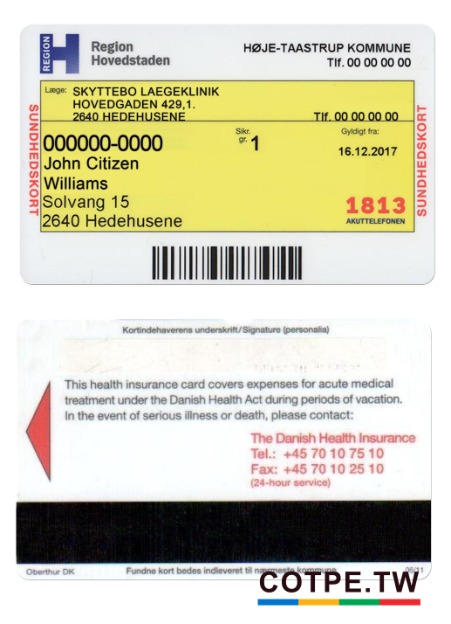 REGION
H
Region
Hovedstaden
HØJE-TAASTRUP KOMMUNE
Tlf. 00 00 00 00
Læge: SKYTTEBO LAEGEKLINIK
HOVEDGADEN 429,1.
2640 HEDEHUSENE
Tlf. 00 00 00 00
SUNDHEDSKORT
000000-0000
Sikr.
gr. 1
Gyldigt fra:
16.12.2017
John Citizen
Williams
Solvang 15
2640 Hedehusene
1813
AKUTTELEFONEN
SUNDHEDSKORT
Kortindehaverens underskrift/Signature (personalia)
This health insurance card covers expenses for acute medical
treatment under the Danish Health Act during periods of vacation.
In the event of serious illness or death, please contact:
The Danish Health Insurance
Tel.: +45 70 10 75 10
Fax: +45 70 10 25 10
(24-hour service)
Oberthur DK
Fundne kort bedes indleveret til nærmeste kommune
06/11
COTPE.TW